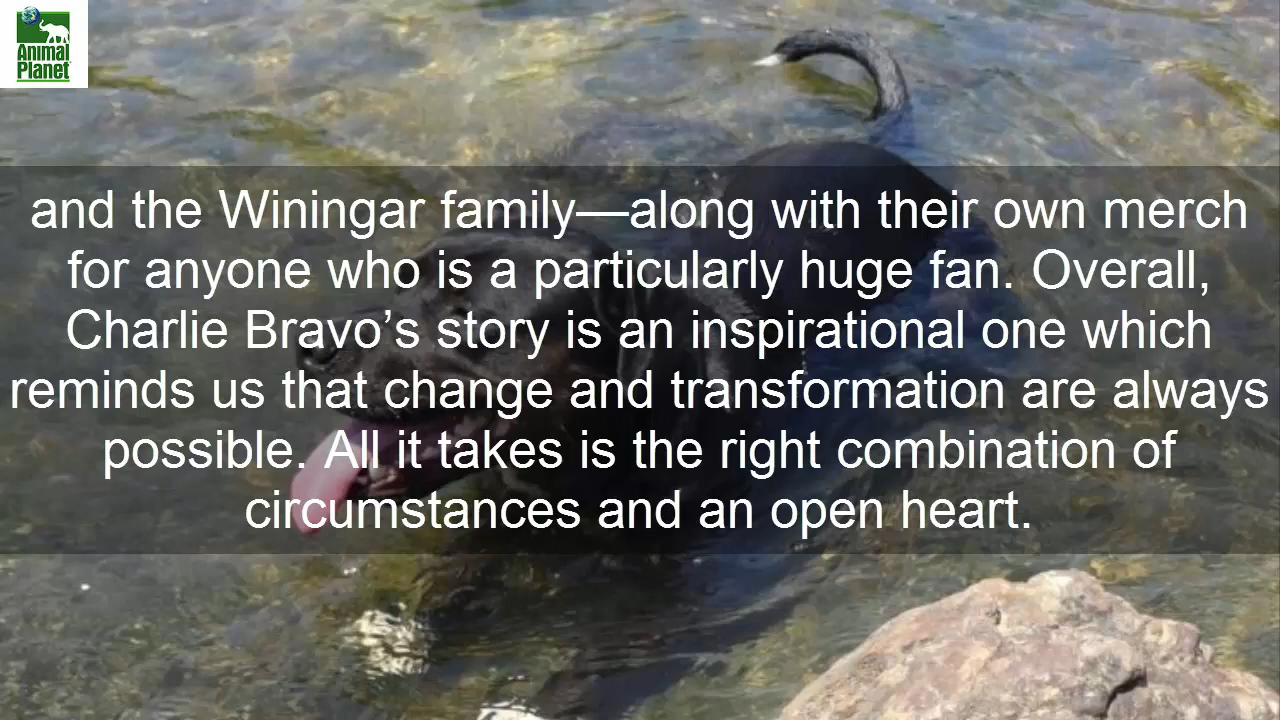 Animal
Planet
and the Winingar family—along with their own merch
for anyone who is a particularly huge fan. Overall,
Charlie Bravo’s story is an inspirational one which
reminds us that change and transformation are always
possible. All it takes is the right combination of
circumstances and an open heart.